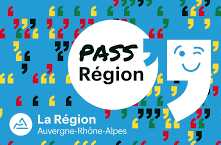 PASS
Région
La Région
Auvergne-Rhône-Alpes